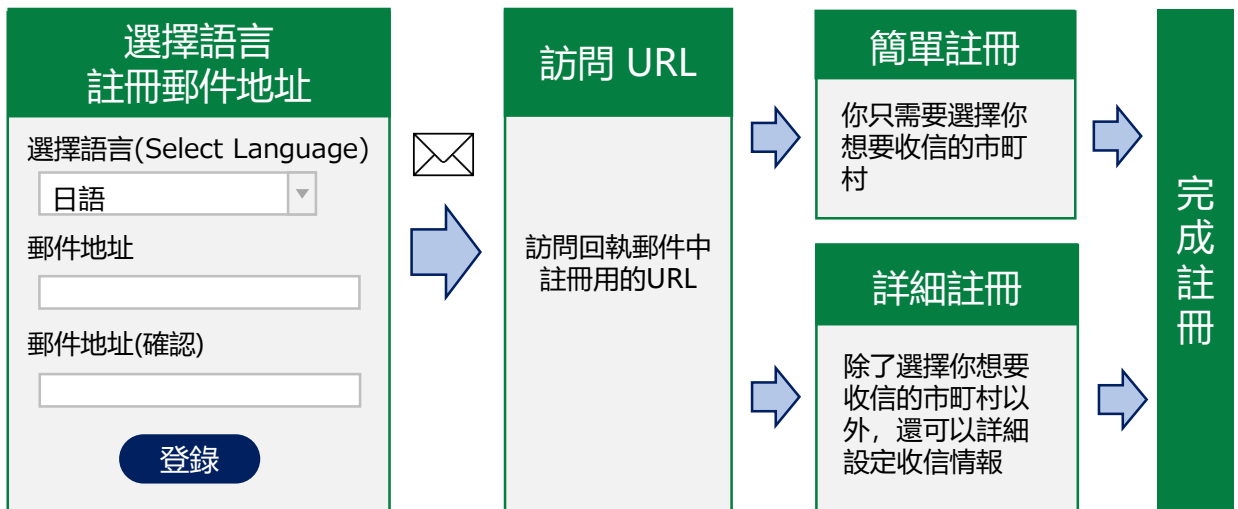 選擇語言
註冊郵件地址
選擇語言(Select Language)
日語
郵件地址
郵件地址(確認)
登錄
訪問 URL
訪問回執郵件中
註冊用的URL
簡單註冊
你只需要選擇你
想要收信的市町
村
詳細註冊
除了選擇你想要
收信的市町村以
外，還可以詳細
設定收信情報
完成註冊